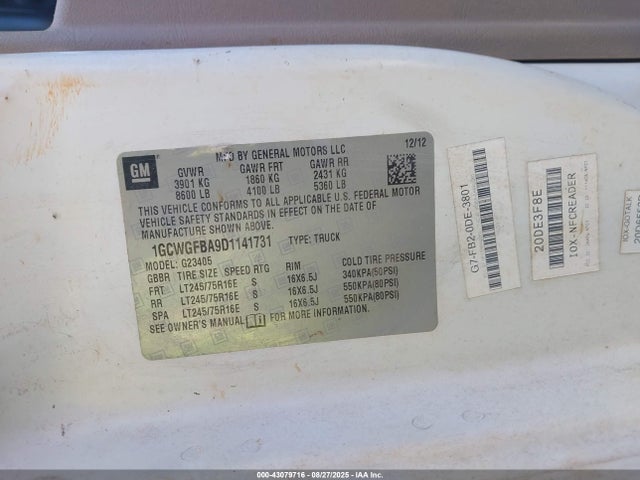 GM
MFD BY GENERAL MOTORS LLC
12/12
GVWR GAWR FRT GAWR RR
3901 KG 1860 KG 2431 KG
8600 LB 4100 LB 5360 LB
THIS VEHICLE CONFORMS TO ALL APPLICABLE U.S. FEDERAL MOTOR
VEHICLE SAFETY STANDARDS IN EFFECT ON THE DATE OF
MANUFACTURE SHOWN ABOVE.
1GCWGFBA9D1141731 TYPE: TRUCK
MODEL: G23405
GBBR TIRE SIZE SPEED RTG RIM COLD TIRE PRESSURE
FRT LT245/75R16E S 16X6.5J 340KPA(50PSI)
RR LT245/75R16E S 16X6.5J 550KPA(80PSI)
SPA LT245/75R16E S 16X6.5J 550KPA(80PSI)
SEE OWNER'S MANUAL FOR MORE INFORMATION.
G7-FB2-0DE-3801
20DE3F8E
IOX-NFCREADER
IOX-GOTALK
000-43079716 - 08/27/2025 - IAAI.COM